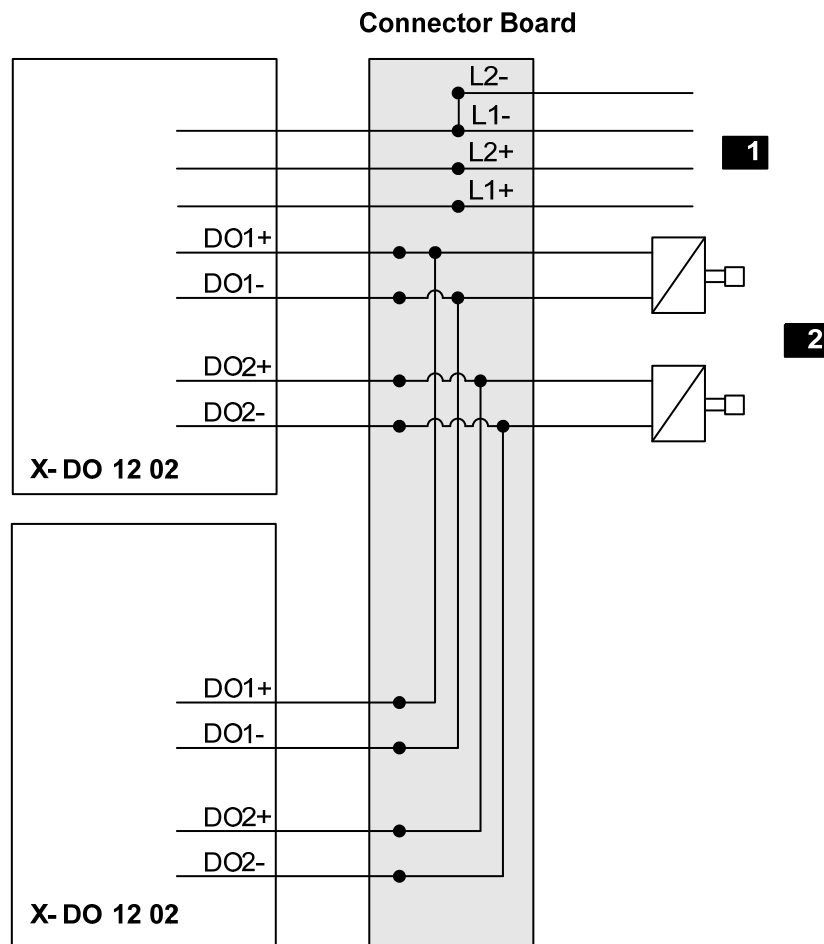 Connector Board
L2-
L1-
L2+
1
L1+
DO1+
DO1-
2
DO2+
DO2-
X-DO 12 02
DO1+
DO1-
DO2+
DO2-
X-DO 12 02